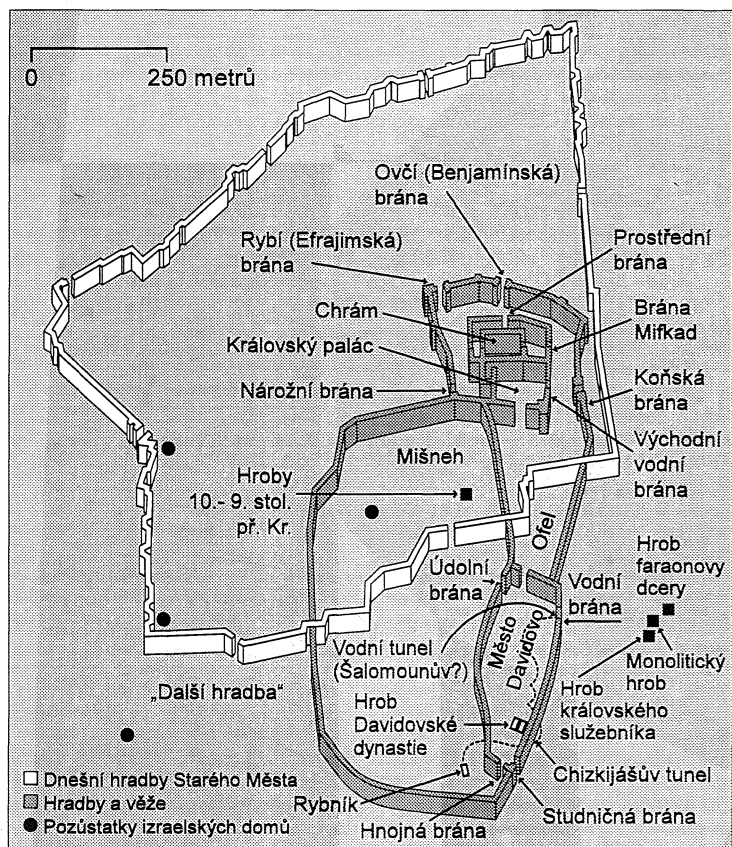 0 250 metrů
Ovčí (Benjamínská)
brána
Rybí (Efrajimská)
brána
Prostřední
brána
Chrám
Brána
Mifkad
Královský palác
Nárožní brána
Koňská
brána
Mišneh
Východní
vodní
brána
Hroby
10.- 9. stol.
př. Kr.
Ofel
Hrob
faraonovy
dcery
Údolní
brána
Vodní
brána
Město
Davidovo
Vodní tunel
(Šalomounův?)
Monolitický
hrob
„Další hradba“
Hrob
Davidovské
dynastie
Hrob
královského
služebníka
Dnešní hradby Starého Města
Chizkijášův tunel
Hradby a věže
Rybník
Studničná brána
Pozůstatky izraelských domů
Hnojná brána